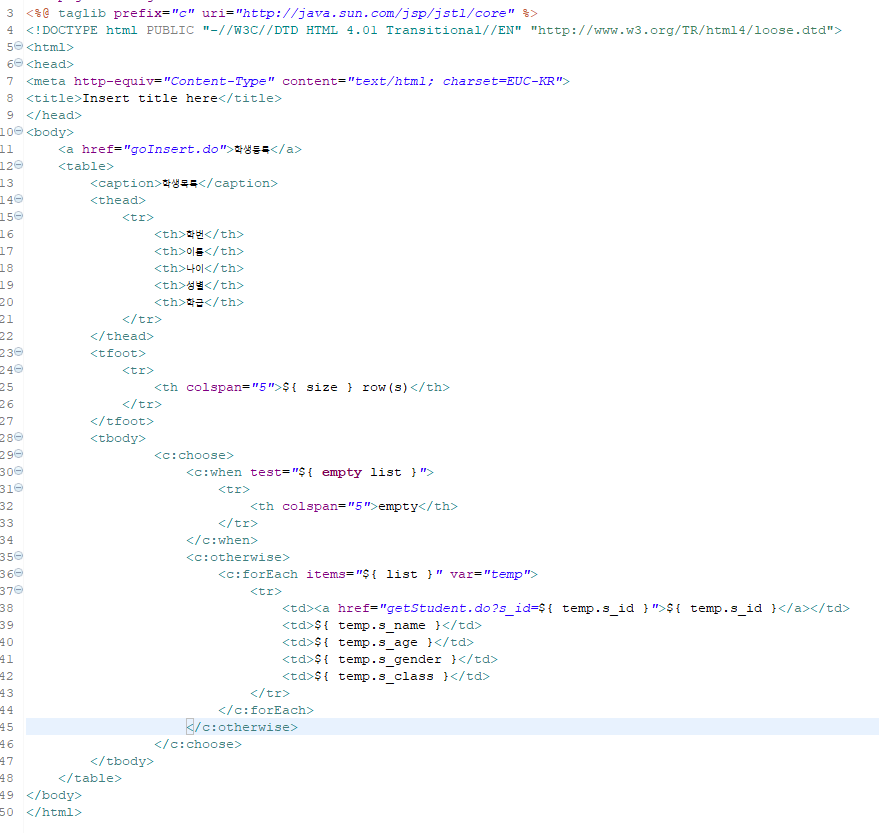 3 <%@ taglib prefix="c" uri="http://java.sun.com/jsp/jstl/core" %>
4 <!DOCTYPE html PUBLIC "-//W3C//DTD HTML 4.01 Transitional//EN" "http://www.w3.org/TR/html4/loose.dtd">
5 <html>
6 <head>
7 <meta http-equiv="Content-Type" content="text/html; charset=EUC-KR">
8 <title>Insert title here</title>
9 </head>
10 <body>
11 <a href="goInsert.do">학생등록</a>
12 <table>
13 <caption>학생목록</caption>
14 <thead>
15 <tr>
16 <th>학번</th>
17 <th>이름</th>
18 <th>나이</th>
19 <th>성별</th>
20 <th>학급</th>
21 </tr>
22 </thead>
23 <tfoot>
24 <tr>
25 <th colspan="5">${ size } row(s)</th>
26 </tr>
27 </tfoot>
28 <tbody>
29 <c:choose>
30 <c:when test="${ empty list }">
31 <tr>
32 <th colspan="5">empty</th>
33 </tr>
34 </c:when>
35 <c:otherwise>
36 <c:forEach items="${ list }" var="temp">
37 <tr>
38 <td><a href="getStudent.do?s_id=${ temp.s_id }">${ temp.s_id }</a></td>
39 <td>${ temp.s_name }</td>
40 <td>${ temp.s_age }</td>
41 <td>${ temp.s_gender }</td>
42 <td>${ temp.s_class }</td>
43 </tr>
44 </c:forEach>
45 </c:otherwise>
46 </c:choose>
47 </tbody>
48 </table>
49 </body>
50 </html>